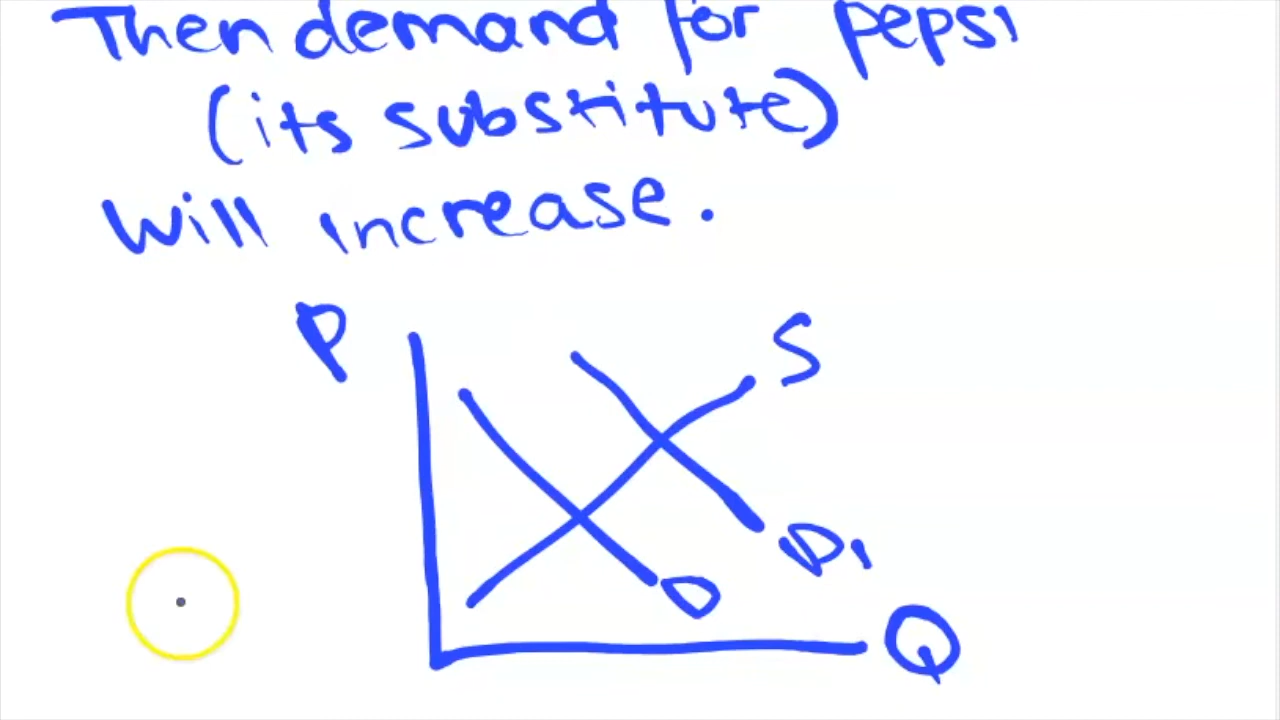 Then demand for pepsi
(its substitute)
will increase.
P
S
D1
D
Q